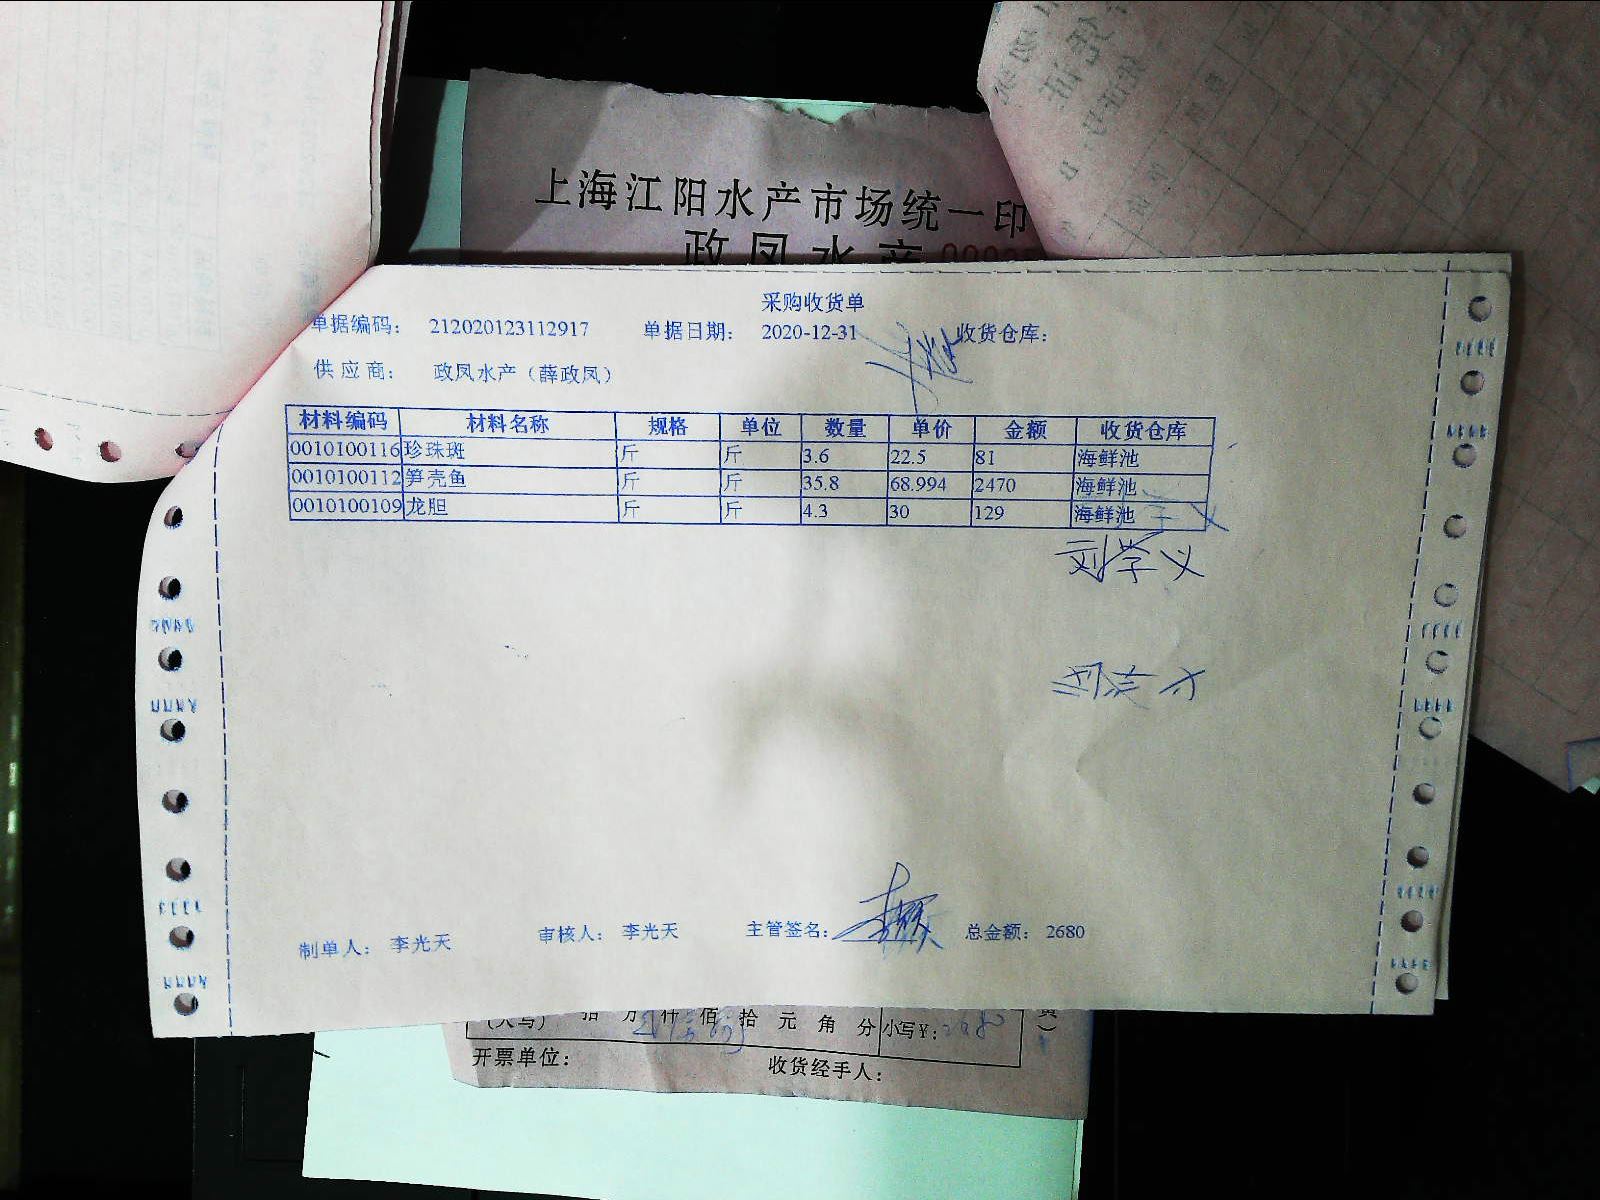 上海江阳水产市场统一印
政凤水产
采购收货单
单据编码： 212020123112917 单据日期： 2020-12-31 收货仓库：
供应商： 政凤水产（薛政凤）
材料编码 材料名称 规格 单位 数量 单价 金额 收货仓库
0010100116 珍珠斑 斤 斤 3.6 22.5 81 海鲜池
0010100112 笋壳鱼 斤 斤 35.8 68.994 2470 海鲜池
0010100109 龙胆 斤 斤 4.3 30 129 海鲜池
刘学义
制单人： 李光天 审核人： 李光天 主管签名： 总金额： 2680
(大写) 拾 万 仟 佰 拾 元 角 分 小写￥：2680
开票单位： 收货经手人：